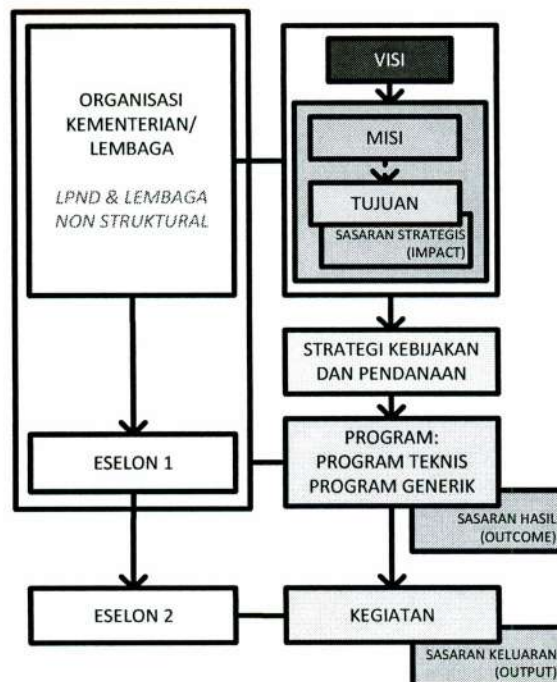 ORGANISASI
KEMENTERIAN/
LEMBAGA
LPND & LEMBAGA
NON STRUKTURAL
ESELON 1
ESELON 2
VISI
MISI
TUJUAN
SASARAN STRATEGIS
(IMPACT)
STRATEGI KEBIJAKAN
DAN PENDANAAN
PROGRAM:
PROGRAM TEKNIS
PROGRAM GENERIK
SASARAN HASIL
(OUTCOME)
KEGIATAN
SASARAN KELUARAN
(OUTPUT)